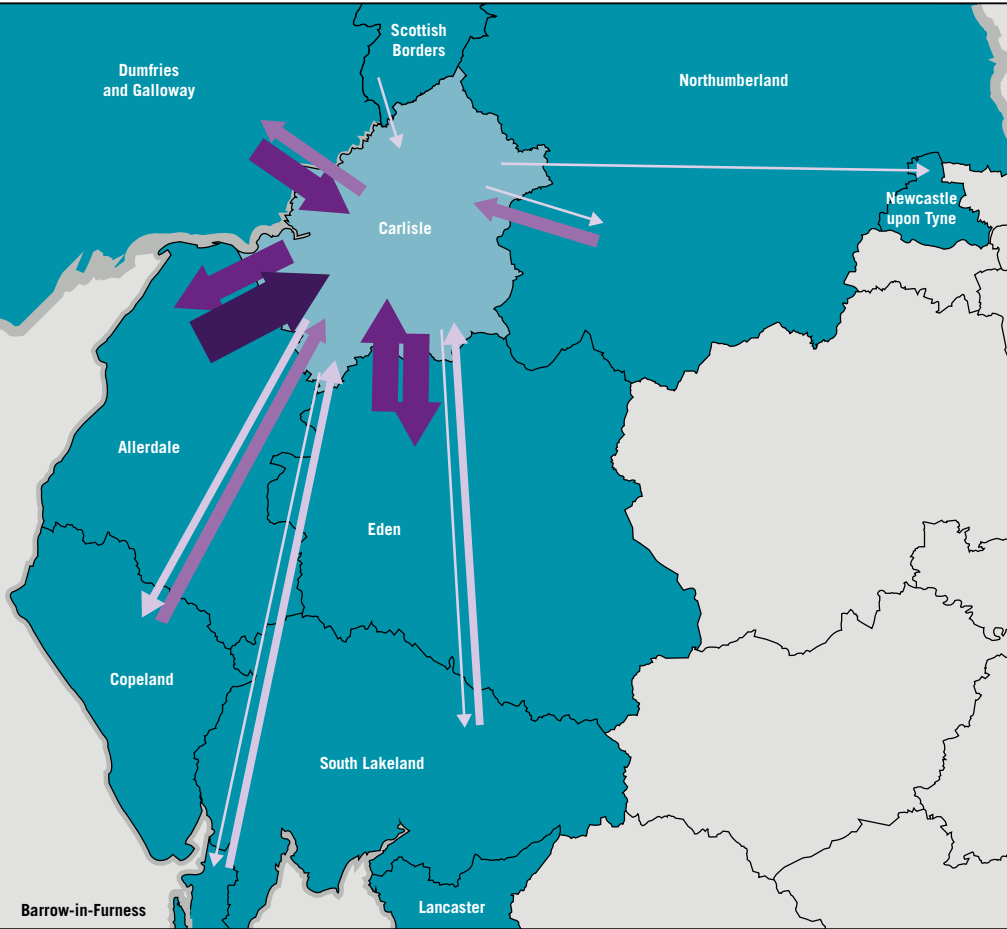 Scottish
Borders
Dumfries
and Galloway
Northumberland
Newcastle
upon Tyne
Carlisle
Allerdale
Eden
Copeland
South Lakeland
Barrow-in-Furness
Lancaster